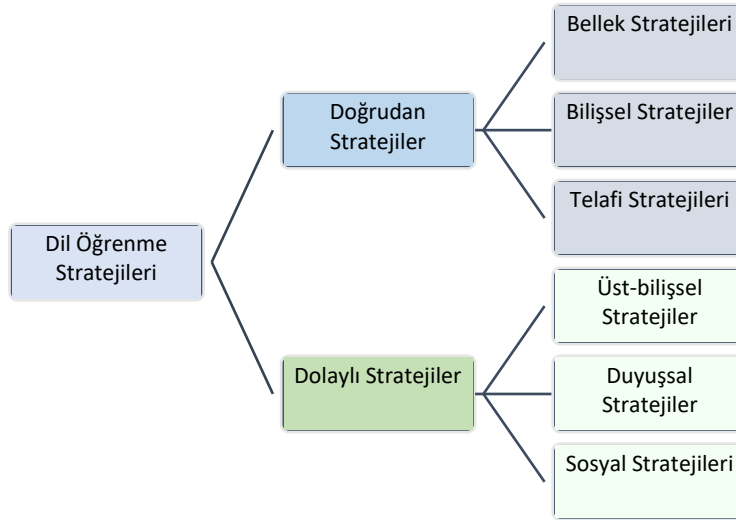 Dil Öğrenme
Stratejileri
Doğrudan
Stratejiler
Bellek Stratejileri
Bilişsel Stratejiler
Telafi Stratejileri
Dolaylı Stratejiler
Üst-bilişsel
Stratejiler
Duyuşsal
Stratejiler
Sosyal Stratejileri